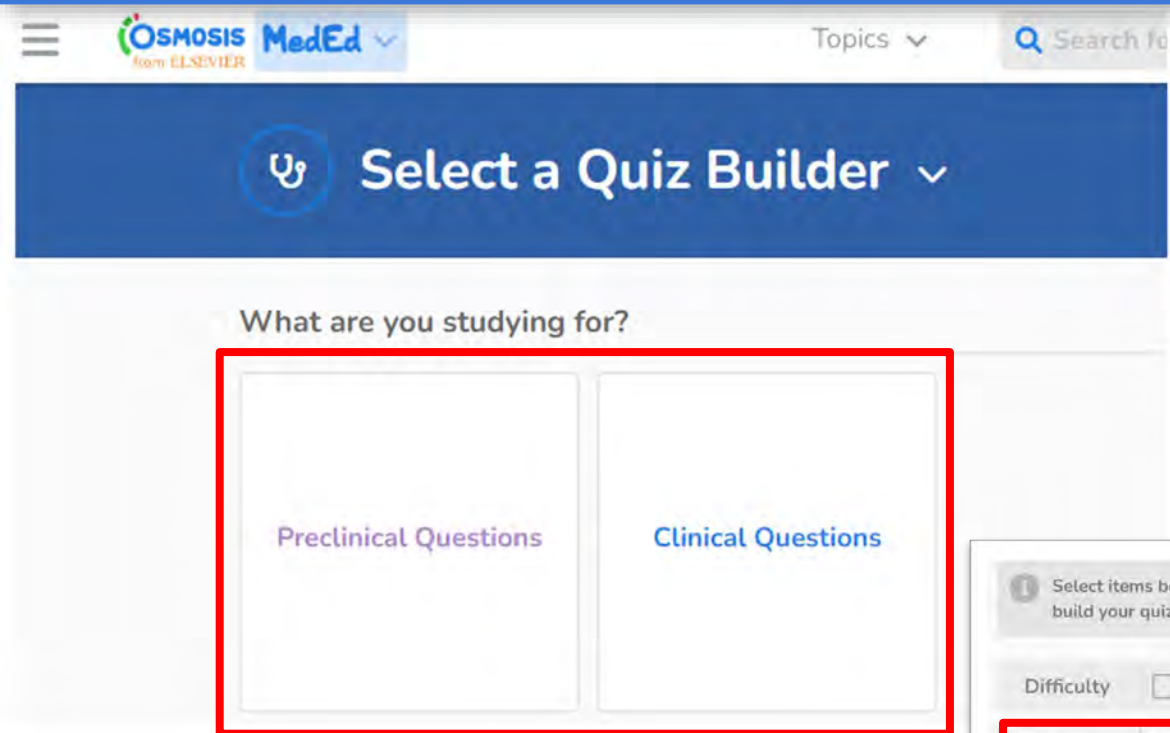 OSMOSIS MedEd Topics Search
from ELSEVIER
Select a Quiz Builder
What are you studying for?
Preclinical Questions Clinical Questions
Select items
build your quiz
Difficulty